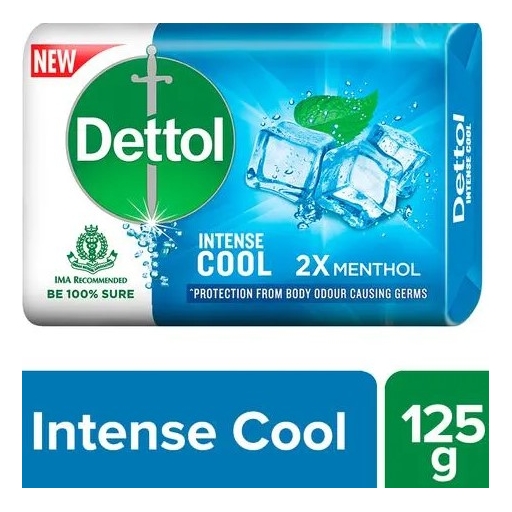 NEW
Dettol
Dettol
INTENSE COOL
INTENSE
COOL
2X MENTHOL
IMA RECOMMENDED
BE 100% SURE
*PROTECTION FROM BODY ODOUR CAUSING GERMS
Intense Cool
125
g